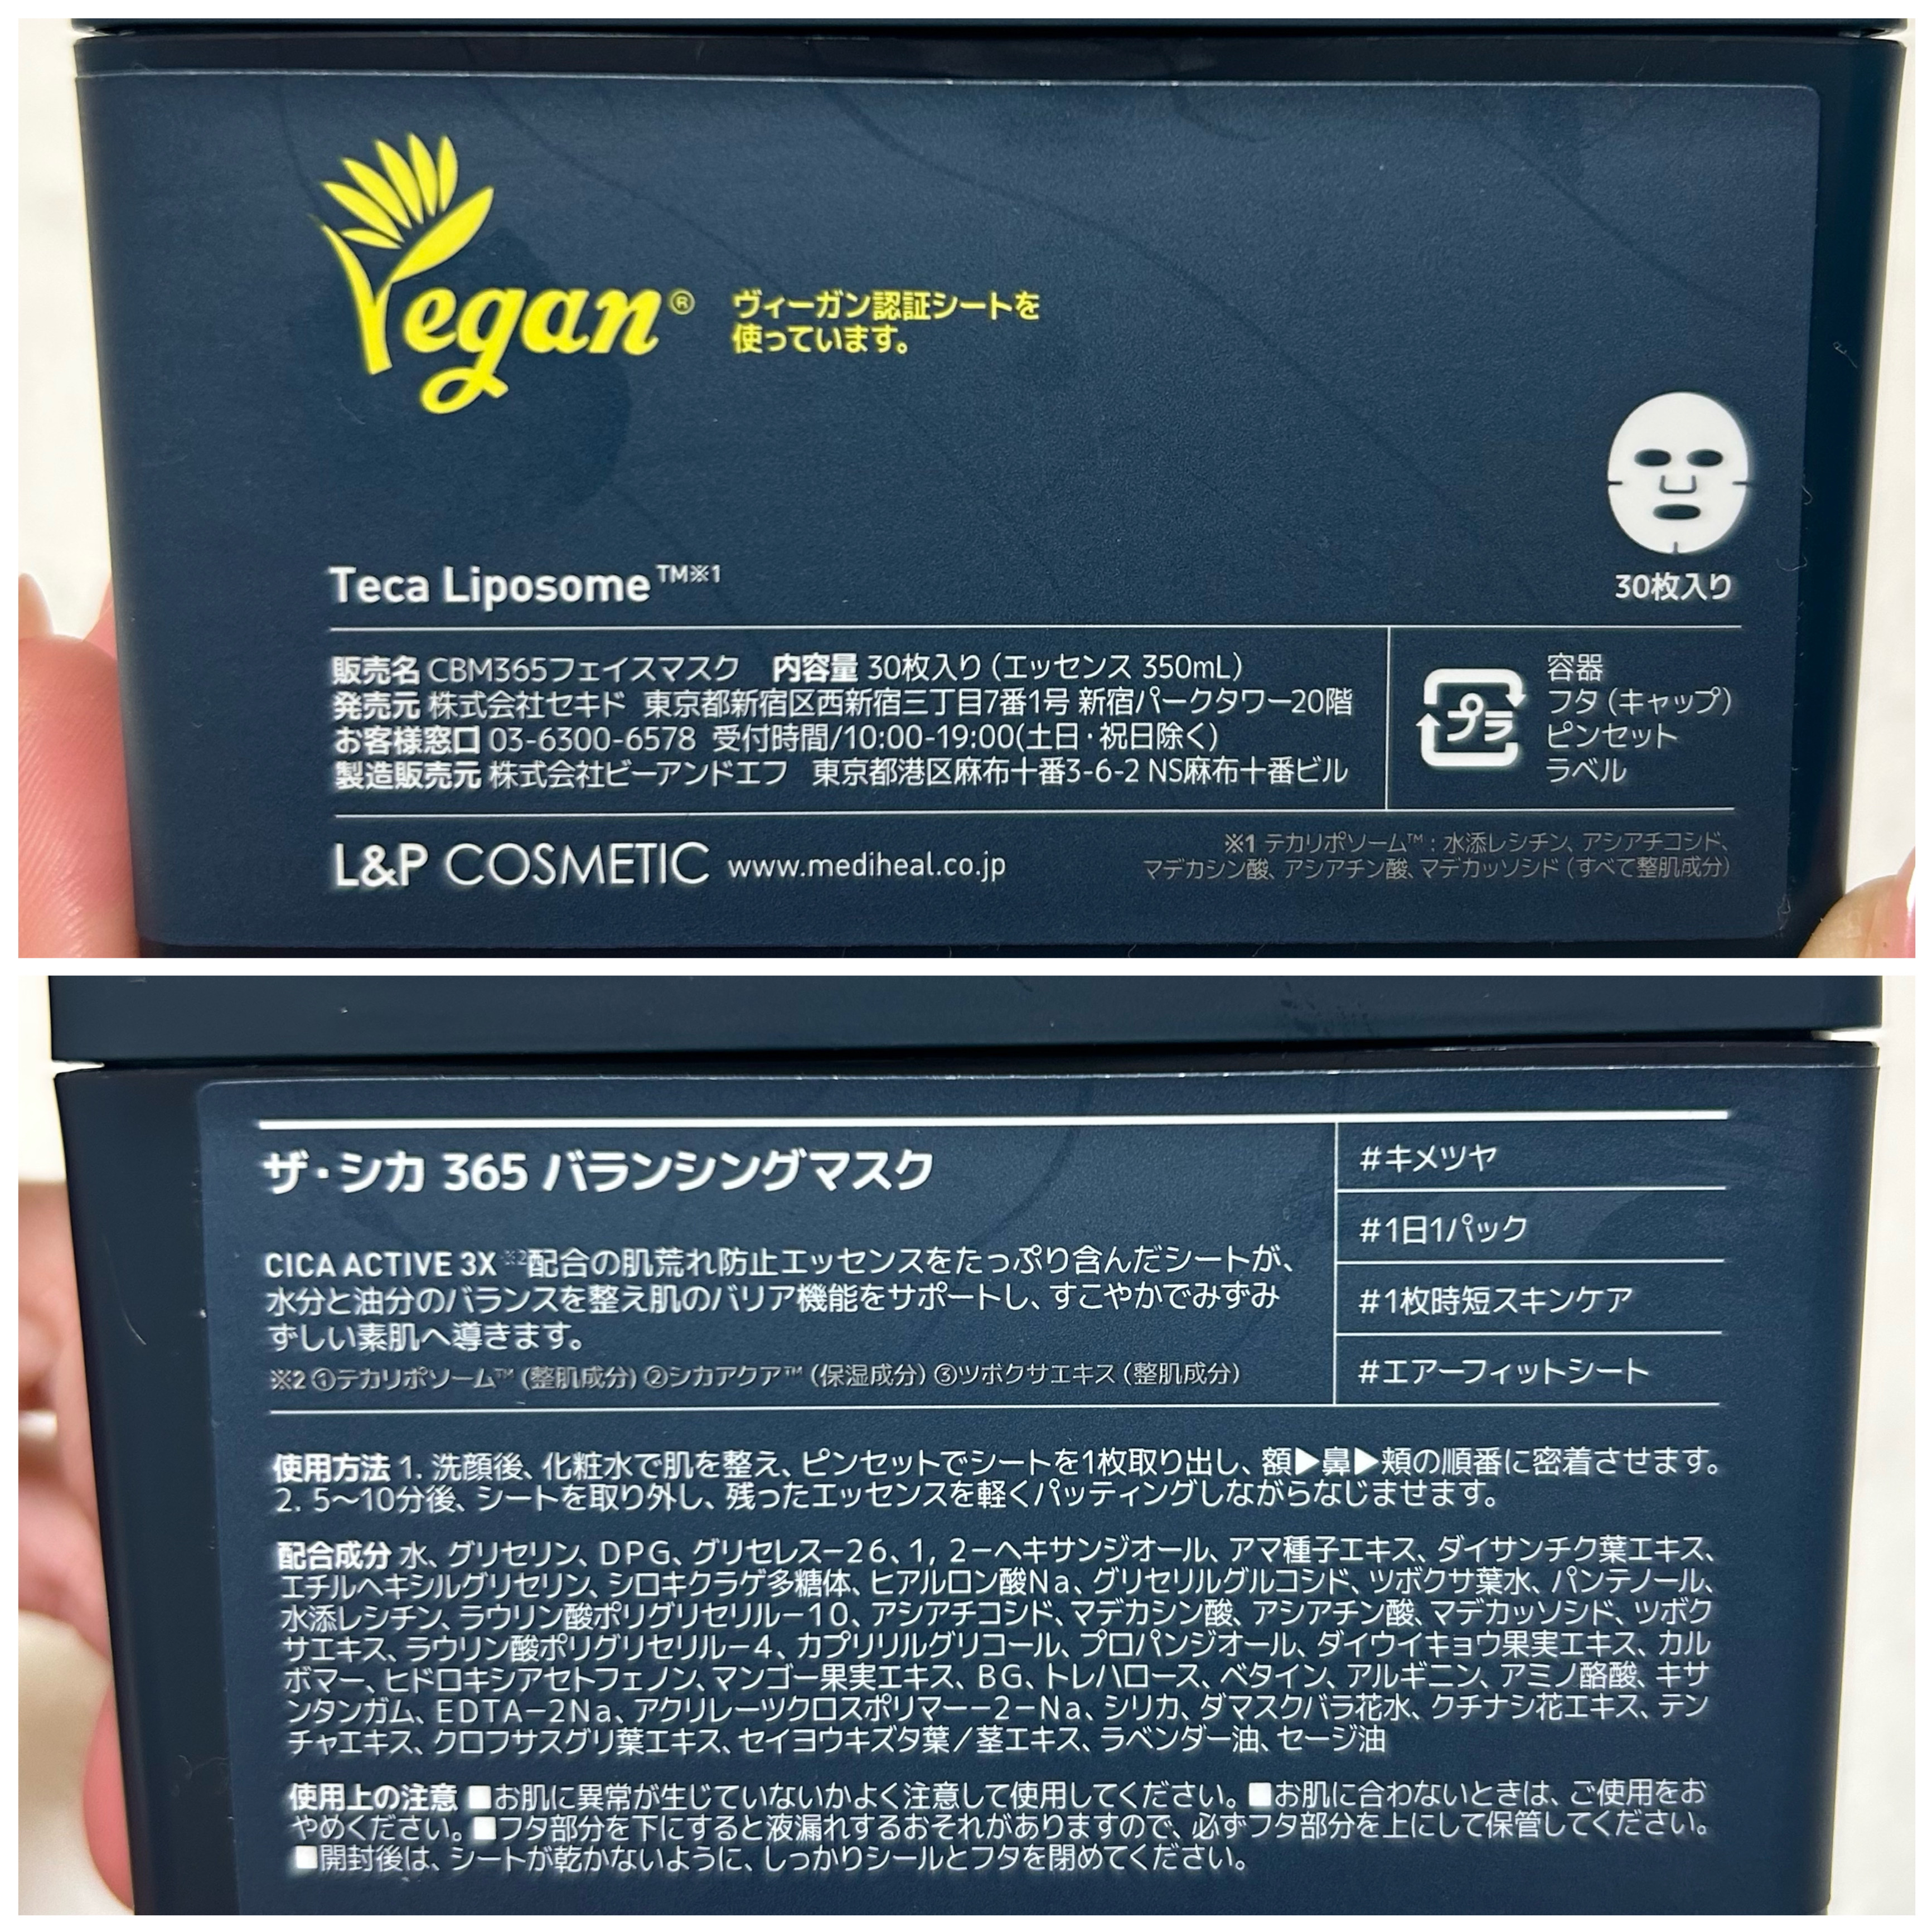 Vegan®
ヴィーガン認証シートを
使っています。
Teca Liposome™※1
30枚入り
販売名 CBM365フェイスマスク 内容量 30枚入り（エッセンス 350mL）
発売元 株式会社セキド 東京都新宿区西新宿三丁目7番1号 新宿パークタワー20階
お客様窓口 03-6300-6578 受付時間/10:00-19:00(土日・祝日除く)
製造販売元 株式会社ビーアンドエフ 東京都港区麻布十番3-6-2 NS麻布十番ビル
プラ
容器
フタ（キャップ）
ピンセット
ラベル
L&P COSMETIC www.mediheal.co.jp
※1 テカリポソーム™：水添レシチン、アシアチコシド、
マデカシン酸、アシアチン酸、マデカッソシド（すべて整肌成分）
ザ・シカ 365 バランシングマスク
CICA ACTIVE 3X※2配合の肌荒れ防止エッセンスをたっぷり含んだシートが、
水分と油分のバランスを整え肌のバリア機能をサポートし、すこやかでみずみ
ずしい素肌へ導きます。
※2 ①テカリポソーム™（整肌成分）②シカアクア™（保湿成分）③ツボクサエキス（整肌成分）
#キメツヤ
#1日1パック
#1枚時短スキンケア
#エアーフィットシート
使用方法 1. 洗顔後、化粧水で肌を整え、ピンセットでシートを1枚取り出し、額▶鼻▶頬の順番に密着させます。
2. 5〜10分後、シートを取り外し、残ったエッセンスを軽くパッティングしながらなじませます。
配合成分 水、グリセリン、DPG、グリセレス－26、1, 2－ヘキサンジオール、アマ種子エキス、ダイサンチク葉エキス、
エチルヘキシルグリセリン、シロキクラゲ多糖体、ヒアルロン酸Na、グリセリルグルコシド、ツボクサ葉水、パンテノール、
水添レシチン、ラウリン酸ポリグリセリル－10、アシアチコシド、マデカシン酸、アシアチン酸、マデカッソシド、ツボク
サエキス、ラウリン酸ポリグリセリル－4、カプリリルグリコール、プロパンジオール、ダイウイキョウ果実エキス、カル
ボマー、ヒドロキシアセトフェノン、マンゴー果実エキス、BG、トレハロース、ベタイン、アルギニン、アミノ酪酸、キサ
ンタンガム、EDTA－2Na、アクリレーツクロスポリマー－2－Na、シリカ、ダマスクバラ花水、クチナシ花エキス、テン
チャエキス、クロフサスグリ葉エキス、セイヨウキズタ葉／茎エキス、ラベンダー油、セージ油
使用上の注意 ■お肌に異常が生じていないかよく注意して使用してください。■お肌に合わないときは、ご使用をお
やめください。■フタ部分を下にすると液漏れするおそれがありますので、必ずフタ部分を上にして保管してください。
■開封後は、シートが乾かないように、しっかりシールとフタを閉めてください。